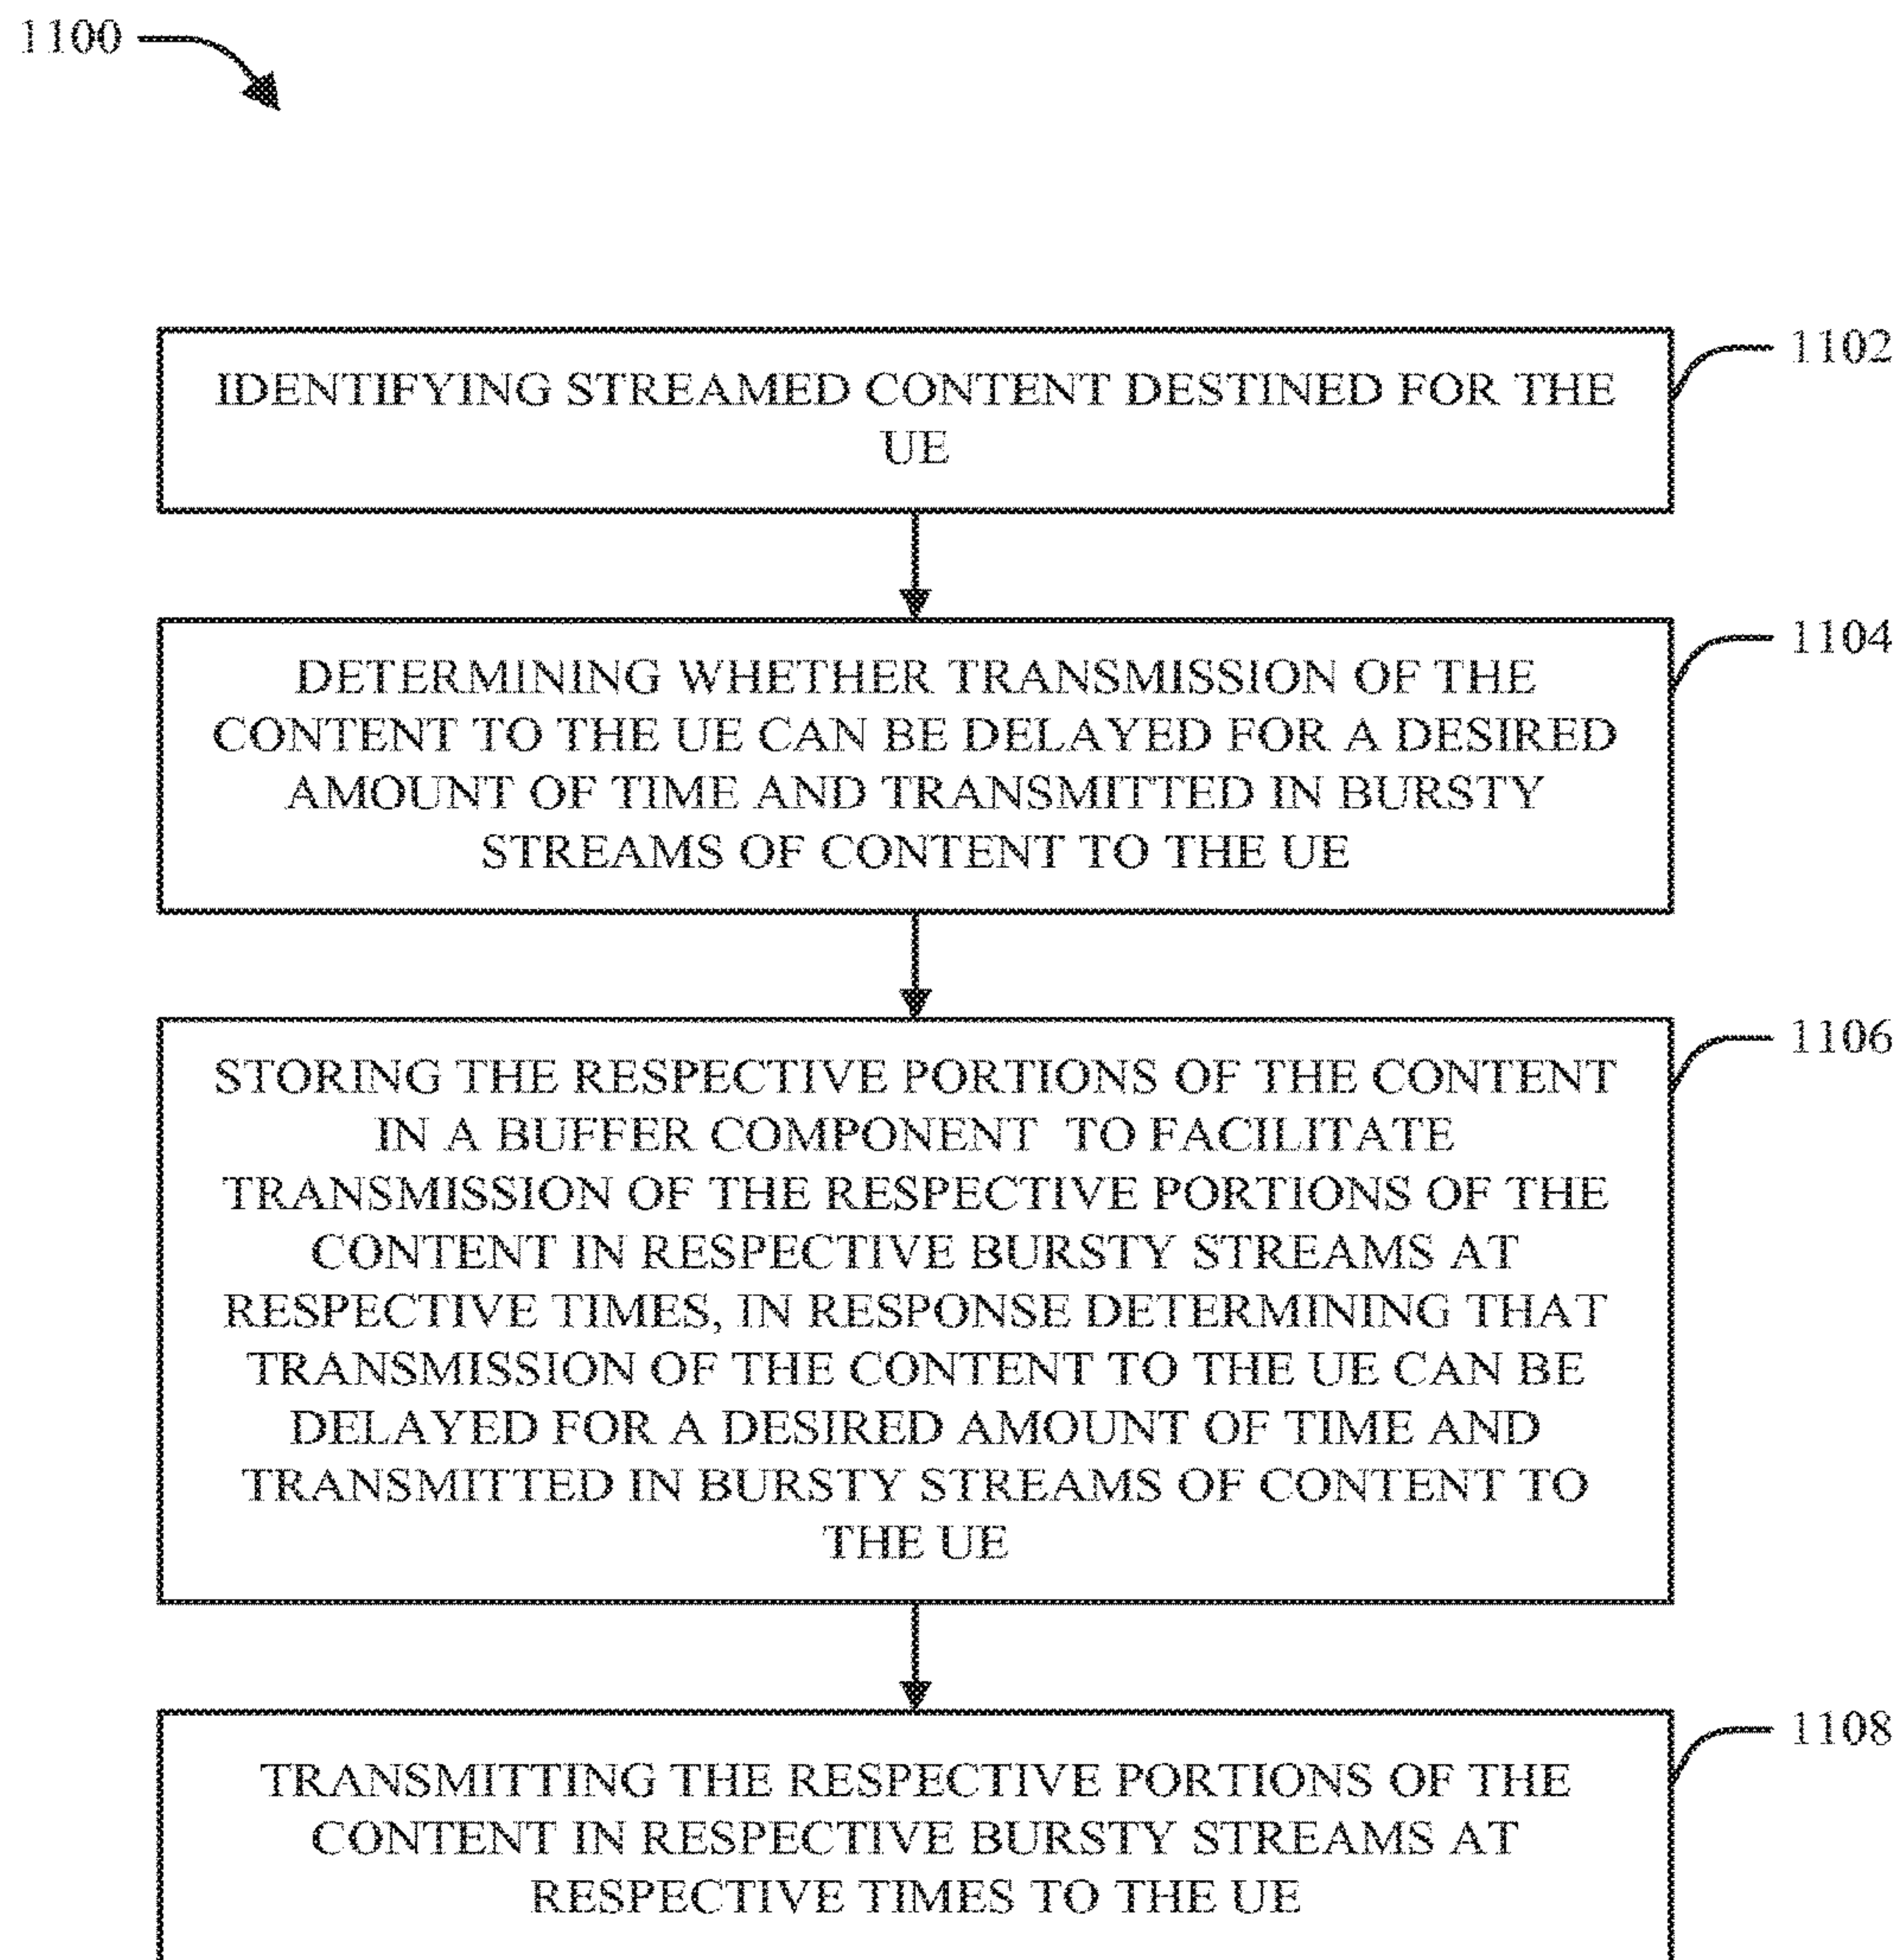 1100
IDENTIFYING STREAMED CONTENT DESTINED FOR THE
UE
1102
DETERMINING WHETHER TRANSMISSION OF THE
CONTENT TO THE UE CAN BE DELAYED FOR A DESIRED
AMOUNT OF TIME AND TRANSMITTED IN BURSTY
STREAMS OF CONTENT TO THE UE
1104
STORING THE RESPECTIVE PORTIONS OF THE CONTENT
IN A BUFFER COMPONENT TO FACILITATE
TRANSMISSION OF THE RESPECTIVE PORTIONS OF THE
CONTENT IN RESPECTIVE BURSTY STREAMS AT
RESPECTIVE TIMES, IN RESPONSE DETERMINING THAT
TRANSMISSION OF THE CONTENT TO THE UE CAN BE
DELAYED FOR A DESIRED AMOUNT OF TIME AND
TRANSMITTED IN BURSTY STREAMS OF CONTENT TO
THE UE
1106
TRANSMITTING THE RESPECTIVE PORTIONS OF THE
CONTENT IN RESPECTIVE BURSTY STREAMS AT
RESPECTIVE TIMES TO THE UE
1108